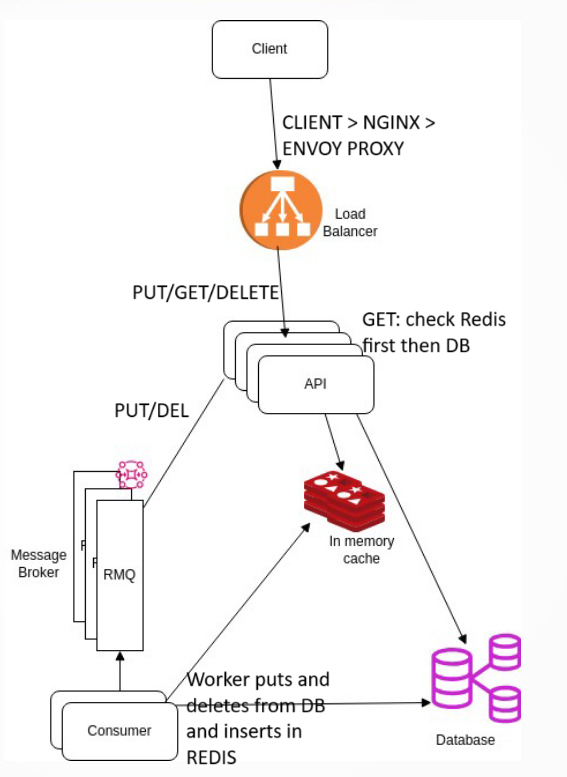 Client
CLIENT > NGINX >
ENVOY PROXY
Load
Balancer
PUT/GET/DELETE
GET: check Redis
first then DB
API
PUT/DEL
Message
Broker
F
F
RMQ
In memory
cache
Worker puts and
deletes from DB
and inserts in
REDIS
Consumer
Database